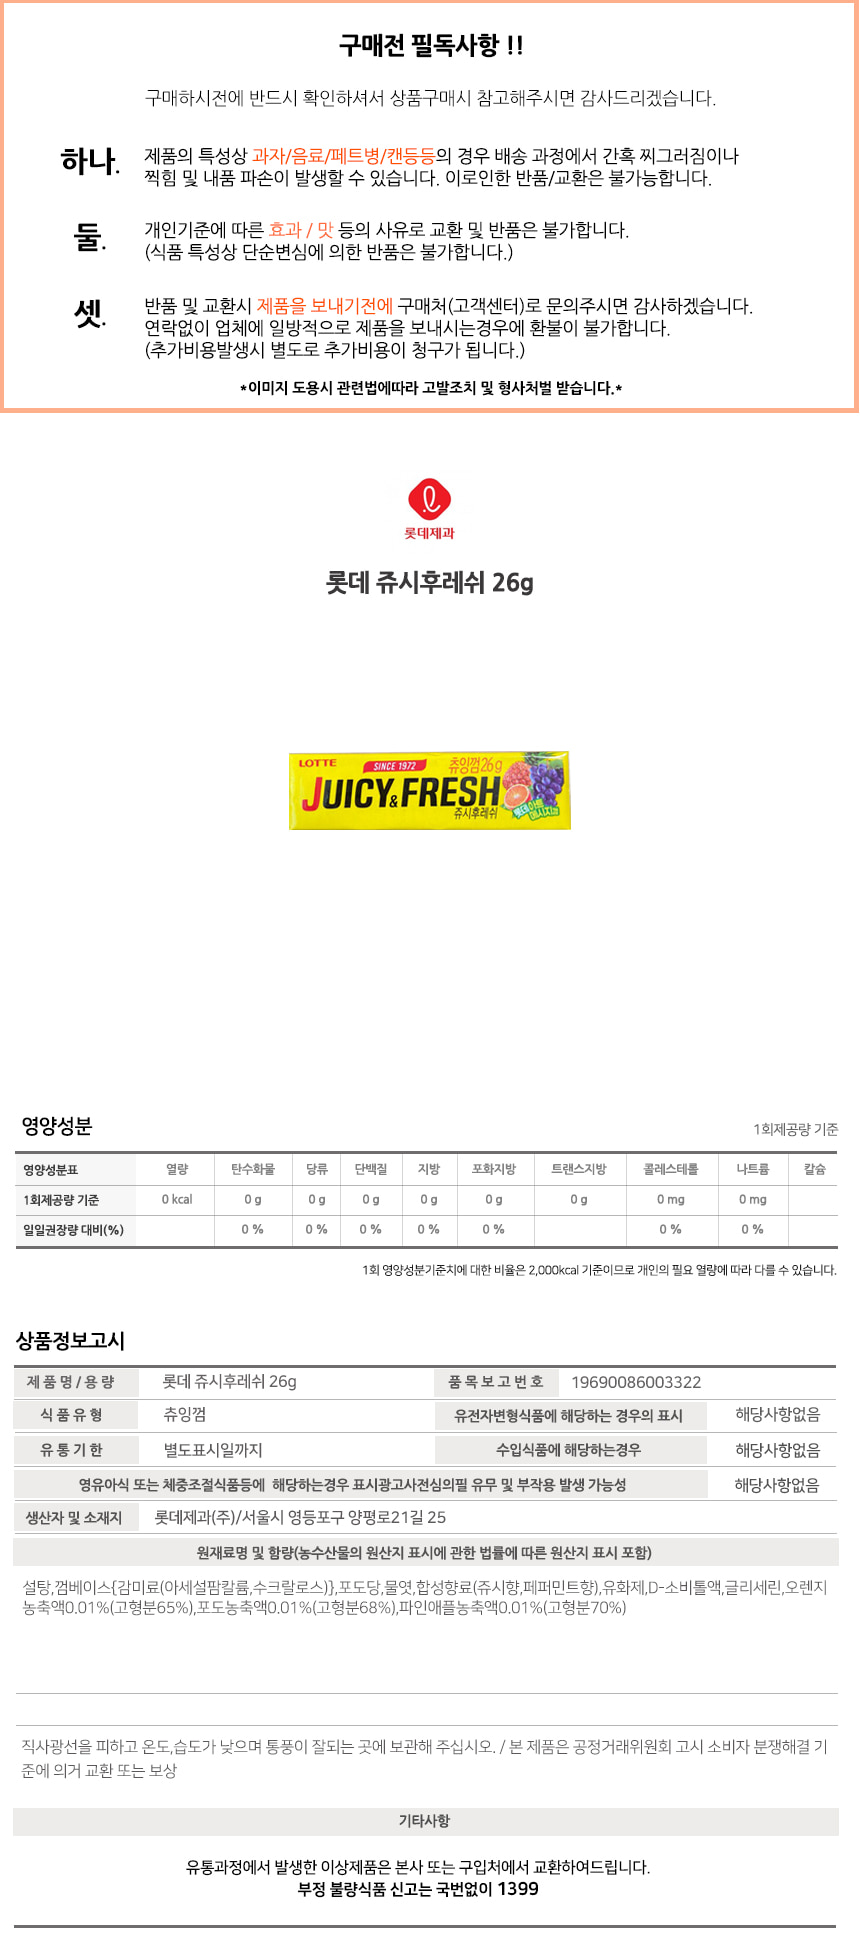 구매전 필독사항 !!
구매하시전에 반드시 확인하셔서 상품구매시 참고해주시면 감사드리겠습니다.
하나. 제품의 특성상 과자/음료/페트병/캔등등의 경우 배송 과정에서 간혹 찌그러짐이나
찍힘 및 내품 파손이 발생할 수 있습니다. 이로인한 반품/교환은 불가능합니다.
둘. 개인기준에 따른 효과 / 맛 등의 사유로 교환 및 반품은 불가합니다.
(식품 특성상 단순변심에 의한 반품은 불가합니다.)
셋. 반품 및 교환시 제품을 보내기전에 구매처(고객센터)로 문의주시면 감사하겠습니다.
연락없이 업체에 일방적으로 제품을 보내시는경우에 환불이 불가합니다.
(추가비용발생시 별도로 추가비용이 청구가 됩니다.)
*이미지 도용시 관련법에따라 고발조치 및 형사처벌 받습니다.*
롯데제과
롯데 쥬시후레쉬 26g
LOTTE
SINCE 1972
츄잉껌26g
JUICY & FRESH
쥬시후레쉬
롯데이브
메시지껌
영양성분
1회제공량 기준
영양성분표 열량 탄수화물 당류 단백질 지방 포화지방 트랜스지방 콜레스테롤 나트륨 칼슘
1회제공량 기준 0 kcal 0 g 0 g 0 g 0 g 0 g 0 g 0 mg 0 mg
일일권장량 대비(%) 0 % 0 % 0 % 0 % 0 % 0 % 0 %
1회 영양성분기준치에 대한 비율은 2,000kcal 기준이므로 개인의 필요 열량에 따라 다를 수 있습니다.
상품정보고시
제 품 명 / 용 량 롯데 쥬시후레쉬 26g 품 목 보 고 번 호 19690086003322
식 품 유 형 츄잉껌 유전자변형식품에 해당하는 경우의 표시 해당사항없음
유 통 기 한 별도표시일까지 수입식품에 해당하는경우 해당사항없음
영유아식 또는 체중조절식품등에 해당하는경우 표시광고사전심의필 유무 및 부작용 발생 가능성 해당사항없음
생산자 및 소재지 롯데제과(주)/서울시 영등포구 양평로21길 25
원재료명 및 함량(농수산물의 원산지 표시에 관한 법률에 따른 원산지 표시 포함)
설탕,껌베이스{감미료(아세설팜칼륨,수크랄로스)},포도당,물엿,합성향료(쥬시향,페퍼민트향),유화제,D-소비톨액,글리세린,오렌지
농축액0.01%(고형분65%),포도농축액0.01%(고형분68%),파인애플농축액0.01%(고형분70%)
직사광선을 피하고 온도,습도가 낮으며 통풍이 잘되는 곳에 보관해 주십시오. / 본 제품은 공정거래위원회 고시 소비자 분쟁해결 기
준에 의거 교환 또는 보상
기타사항
유통과정에서 발생한 이상제품은 본사 또는 구입처에서 교환하여드립니다.
부정 불량식품 신고는 국번없이 1399